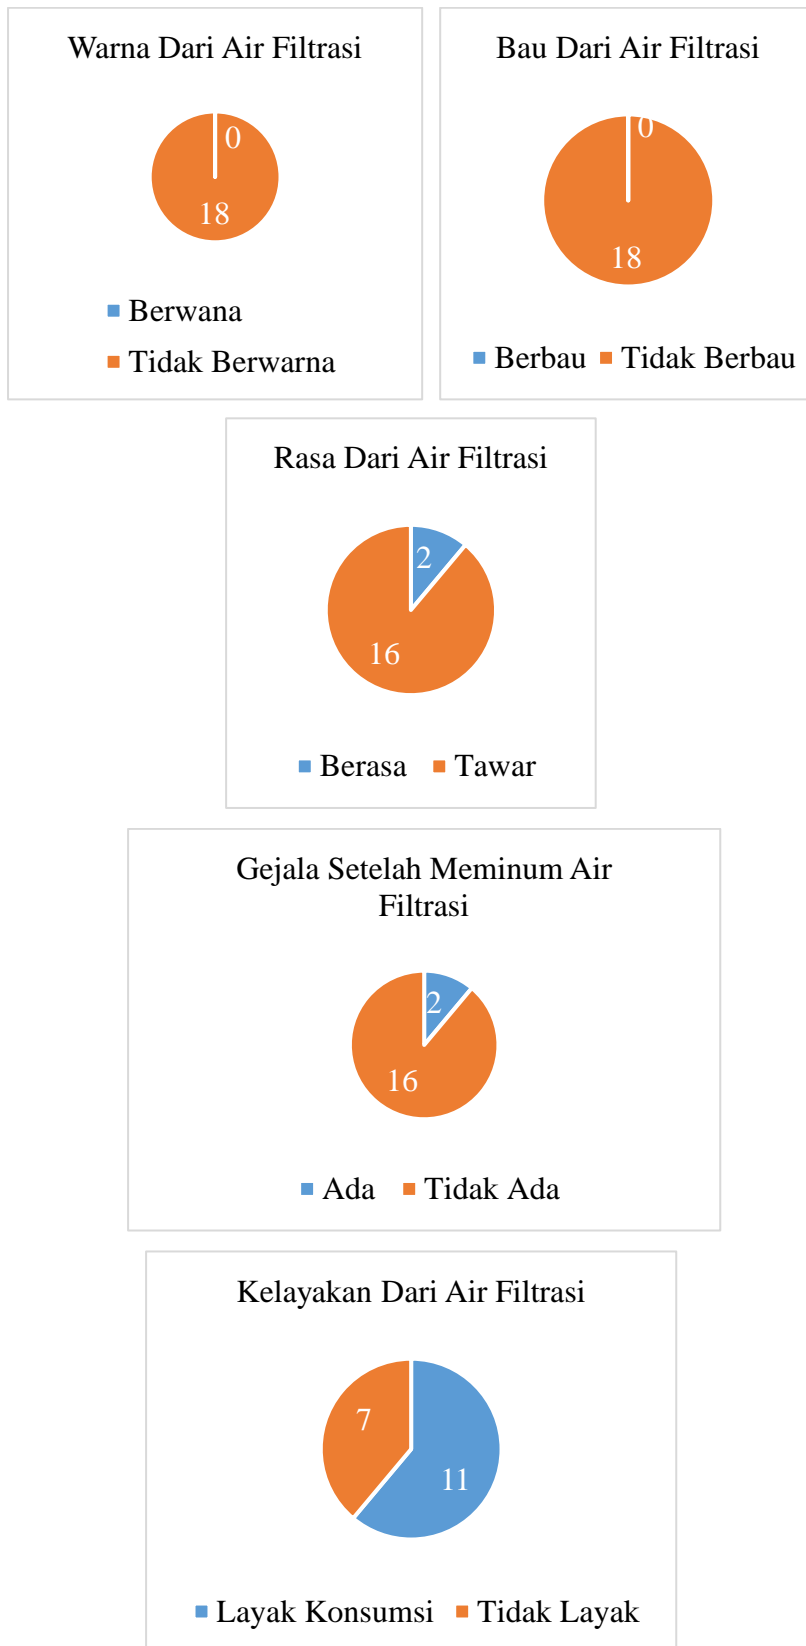 Warna Dari Air Filtrasi
0
18
Berwana
Tidak Berwarna
Bau Dari Air Filtrasi
0
18
Berbau Tidak Berbau
Rasa Dari Air Filtrasi
2
16
Berasa Tawar
Gejala Setelah Meminum Air
Filtrasi
2
16
Ada Tidak Ada
Kelayakan Dari Air Filtrasi
7
11
Layak Konsumsi Tidak Layak